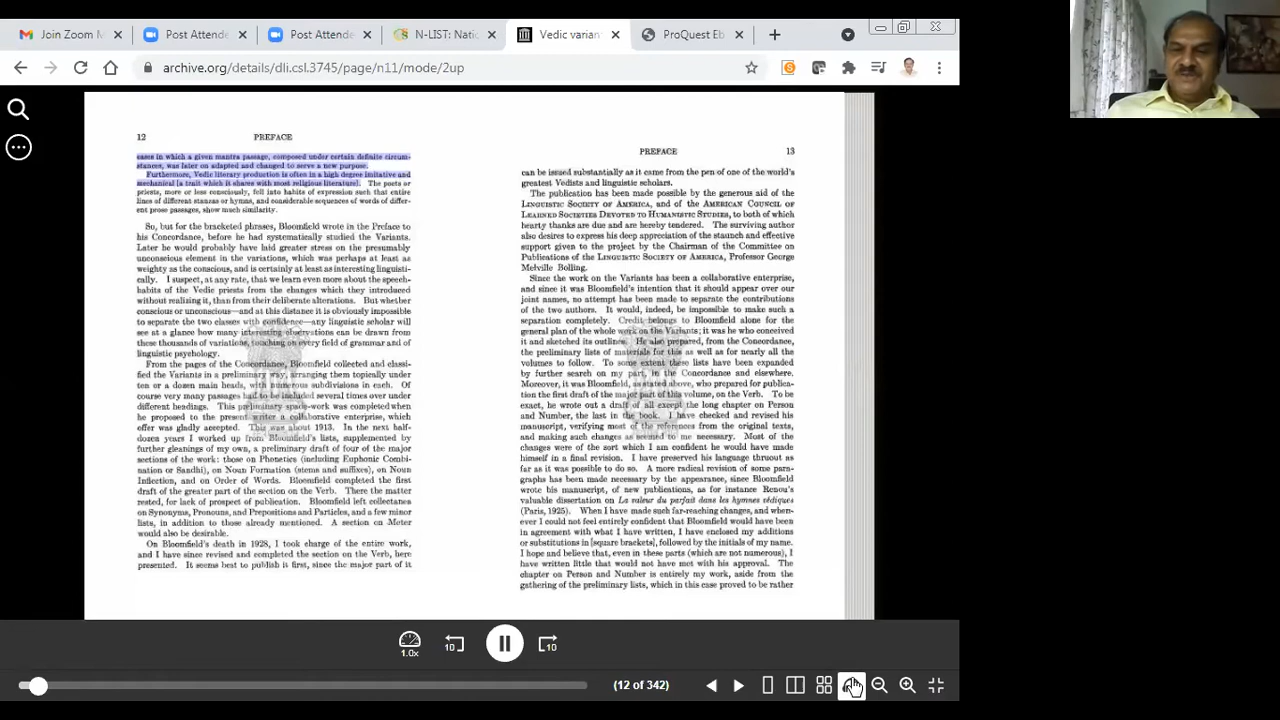 Join Zoom M
Post Attende
Post Attende
N-LIST: Natio
Vedic varian
ProQuest Eb
archive.org/details/dli.csl.3745/page/n11/mode/2up
12 PREFACE
cases in which a given mantra passage, composed under certain definite circum-
stances, was later on adapted and changed to serve a new purpose.
Furthermore, Vedic literary production is often in a high degree imitative and
mechanical [a trait which it shares with most religious literature]. The poets or
priests, more or less consciously, fell into habits of expression such that entire
lines of different stanzas or hymns, and considerable sequences of words of differ-
ent prose passages, show much similarity.
So, but for the bracketed phrases, Bloomfield wrote in the Preface to
his Concordance, before he had systematically studied the Variants.
Later he would probably have laid greater stress on the presumably
unconscious element in the variations, which was perhaps at least as
weighty as the conscious, and is certainly at least as interesting linguisti-
cally. I suspect, at any rate, that we learn even more about the speech-
habits of the Vedic priests from the changes which they introduced
without realizing it, than from their deliberate alterations. But whether
conscious or unconscious—and at this distance it is obviously impossible
to separate the two classes with confidence—any linguistic scholar will
see at a glance how many interesting observations can be drawn from
these thousands of variations, touching on every field of grammar and of
linguistic psychology.
From the pages of the Concordance, Bloomfield collected and classi-
fied the Variants in a preliminary way, arranging them topically under
ten or a dozen main heads, with numerous subdivisions in each. Of
course very many passages had to be included several times over under
different headings. This preliminary spade-work was completed when
he proposed to the present writer a collaborative enterprise, which
offer was gladly accepted. This was about 1913. In the next half-
dozen years I worked up from Bloomfield's lists, supplemented by
further gleanings of my own, a preliminary draft of four of the major
sections of the work: those on Phonetics (including Euphonic Combi-
nation or Sandhi), on Noun Formation (stems and suffixes), on Noun
Inflection, and on Order of Words. Bloomfield completed the first
draft of the greater part of the section on the Verb. There the matter
rested, for lack of prospect of publication. Bloomfield left collectanea
on Synonyms, Pronouns, and Prepositions and Particles, and a few minor
lists, in addition to those already mentioned. A section on Meter
would also be desirable.
On Bloomfield's death in 1928, I took charge of the entire work,
and I have since revised and completed the section on the Verb, here
presented. It seems best to publish it first, since the major part of it
PREFACE 13
can be issued substantially as it came from the pen of one of the world's
greatest Vedists and linguistic scholars.
The publication has been made possible by the generous aid of the
LINGUISTIC SOCIETY OF AMERICA, and of the AMERICAN COUNCIL OF
LEARNED SOCIETIES DEVOTED TO HUMANISTIC STUDIES, to both of which
hearty thanks are due and are hereby tendered. The surviving author
also desires to express his deep appreciation of the staunch and effective
support given to the project by the Chairman of the Committee on
Publications of the LINGUISTIC SOCIETY OF AMERICA, Professor George
Melville Bolling.
Since the work on the Variants has been a collaborative enterprise,
and since it was Bloomfield's intention that it should appear over our
joint names, no attempt has been made to separate the contributions
of the two authors. It would, indeed, be impossible to make such a
separation completely. Credit belongs to Bloomfield alone for the
general plan of the whole work on the Variants; it was he who conceived
it and sketched its outlines. He also prepared, from the Concordance,
the preliminary lists of materials for this as well as for nearly all the
volumes to follow. To some extent these lists have been expanded
by further search on my part, in the Concordance and elsewhere.
Moreover, it was Bloomfield, as stated above, who prepared for publica-
tion the first draft of the major part of this volume, on the Verb. To be
exact, he wrote out a draft of all except the long chapter on Person
and Number, the last in the book. I have checked and revised his
manuscript, verifying most of the references from the original texts,
and making such changes as seemed to me necessary. Most of the
changes were of the sort which I am confident he would have made
himself in a final revision. I have preserved his language thruout as
far as it was possible to do so. A more radical revision of some para-
graphs has been made necessary by the appearance, since Bloomfield
wrote his manuscript, of new publications, as for instance Renou's
valuable dissertation on La valeur du parfait dans les hymnes védiques
(Paris, 1925). When I have made such far-reaching changes, and when-
ever I could not feel entirely confident that Bloomfield would have been
in agreement with what I have written, I have enclosed my additions
or substitutions in [square brackets], followed by the initials of my name.
I hope and believe that, even in these parts (which are not numerous), I
have written little that would not have met with his approval. The
chapter on Person and Number is entirely my work, aside from the
gathering of the preliminary lists, which in this case proved to be rather
1.0x
10
10
(12 of 342)